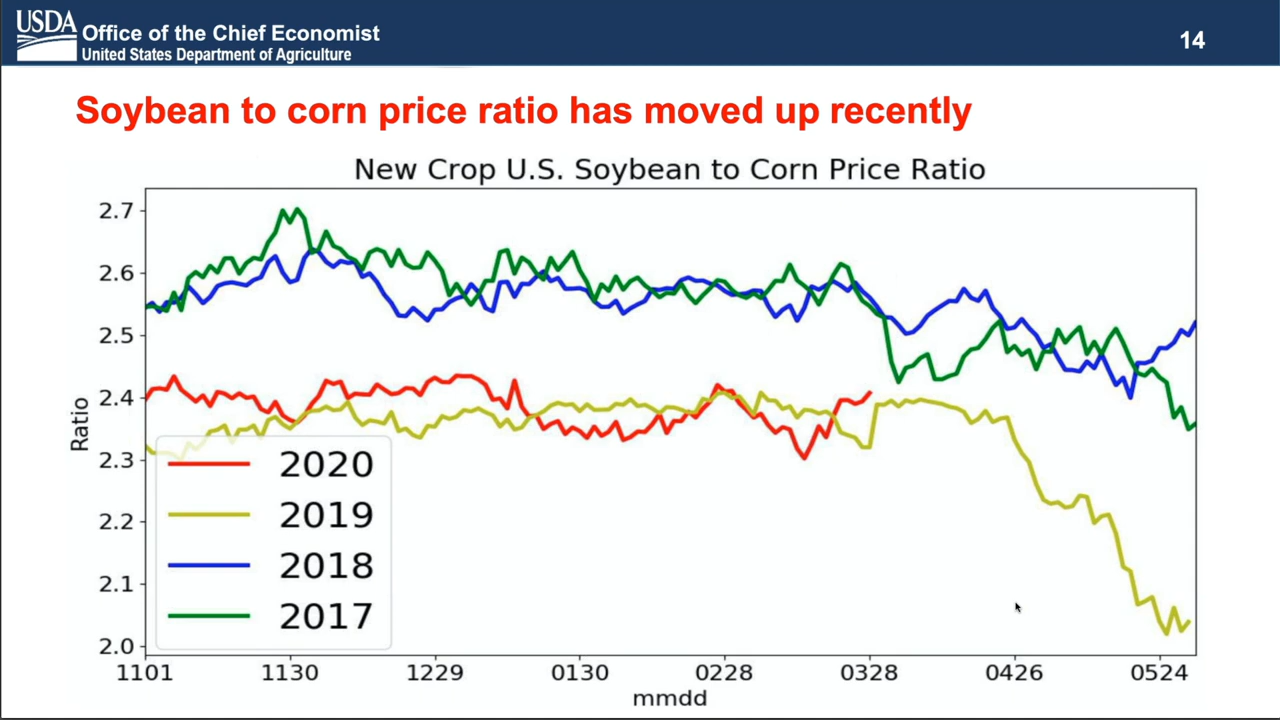 USDA
Office of the Chief Economist
United States Department of Agriculture
14
Soybean to corn price ratio has moved up recently
New Crop U.S. Soybean to Corn Price Ratio
Ratio
2.7
2.6
2.5
2.4
2.3
2.2
2.1
2.0
2020
2019
2018
2017
1101 1130 1229 0130 0228 0328 0426 0524
mmdd